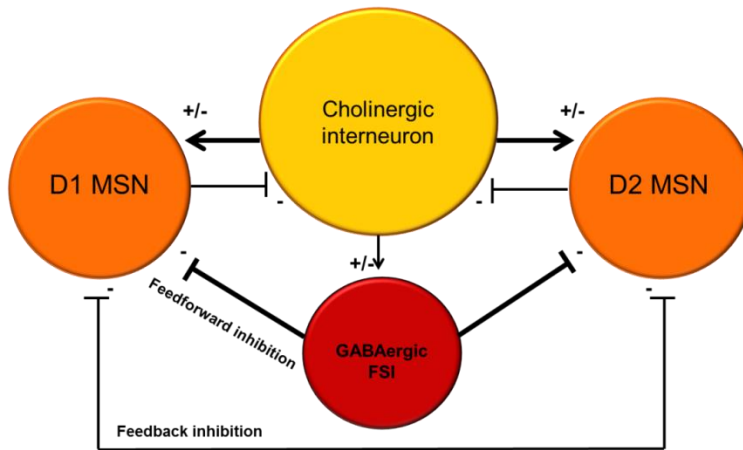 Cholinergic
interneuron
+/-
+/-
D1 MSN
D2 MSN
-
-
+/-
-
-
-
-
Feedforward inhibition
GABAergic
FSI
Feedback inhibition